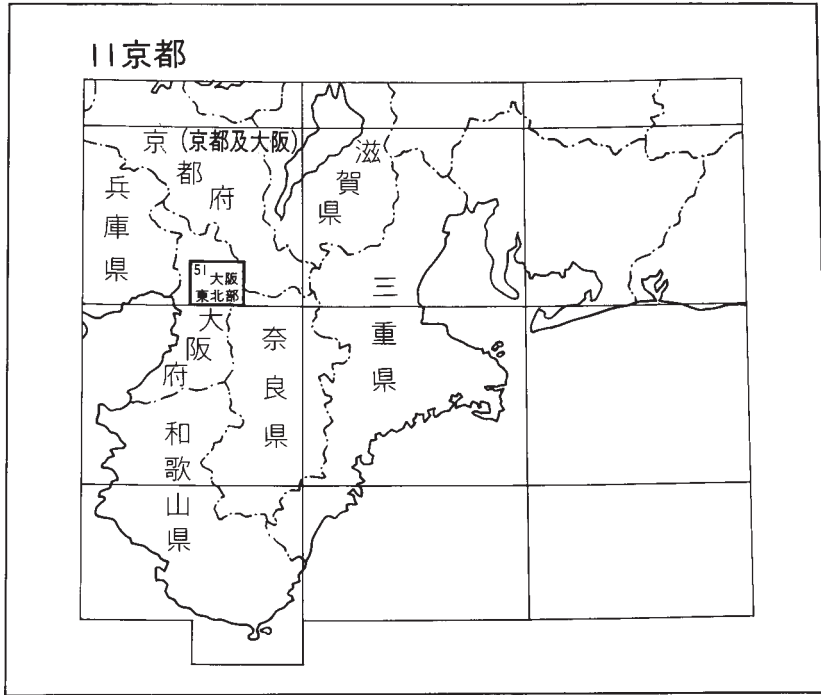 11京都
京都府
(京都及大阪)
滋賀県
兵庫県
51
大阪
東北部
三重県
大阪府
奈良県
和歌山県